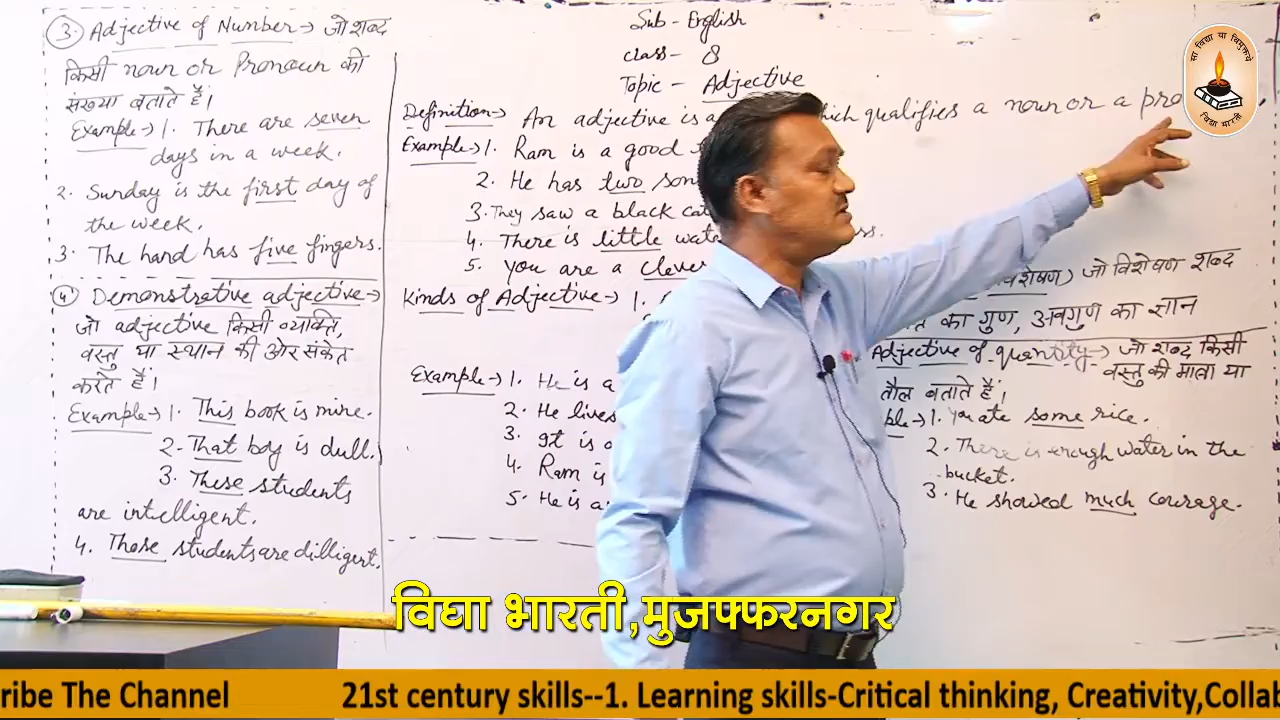 Sub - English
class - 8
Topic - Adjective
Definition → An adjective is a which qualifies a noun or a pro
Example → 1. Ram is a good
2. He has two son
3. They saw a black cat
4. There is little wate ss.
5. You are a clever
Kinds of Adjective → 1.
विशेषण) जो विशेषण शब्द
का गुण, अवगुण का ज्ञान
Example → 1. He is a
2. He lives
3. It is a
4. Ram is
5. He is a
Adjective of quantity → जो शब्द किसी
वस्तु की मात्रा या
तौल बताते हैं।
ble → 1. You ate some rice.
2. There is enough water in the
bucket.
3. He showed much courage.
3. Adjective of Number → जो शब्द
किसी noun or Pronoun की
संख्या बताते हैं।
Example → 1. There are seven
days in a week.
2. Sunday is the first day of
the week.
3. The hand has five fingers.
4. Demonstrative adjective →
जो adjective किसी व्यक्ति,
वस्तु या स्थान की ओर संकेत
करते हैं।
Example → 1. This book is mine.
2. That boy is dull.
3. These students
are intelligent.
4. These students are dilligent.
सा विद्या या विमुक्तये
विद्या भारती
विद्या भारती,मुजफ्फरनगर
ribe The Channel 21st century skills--1. Learning skills-Critical thinking, Creativity,Collab